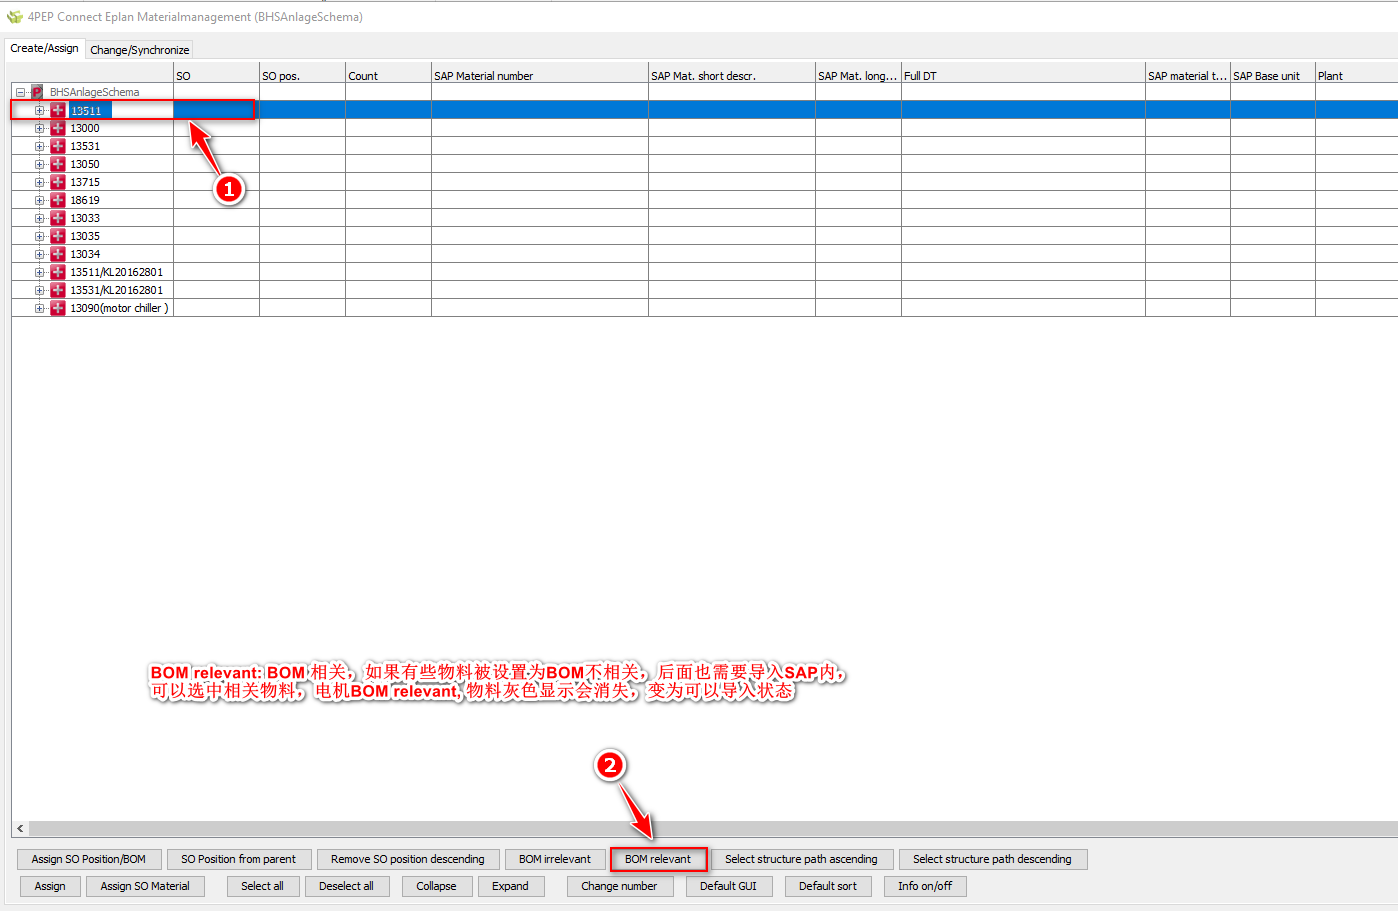 4PEP Connect Eplan Materialmanagement (BHSAnlageSchema)
Create/Assign Change/Synchronize
SO SO pos. Count SAP Material number SAP Mat. short descr. SAP Mat. long... Full DT SAP material t... SAP Base unit Plant
BHSAnlageSchema
13511
13000
13531
13050
13715
18619
13033
13035
13034
13511/KL20162801
13531/KL20162801
13090(motor chiller )
1
BOM relevant: BOM 相关，如果有些物料被设置为BOM不相关，后面也需要导入SAP内，
可以选中相关物料，电机BOM relevant, 物料灰色显示会消失，变为可以导入状态
2
Assign SO Position/BOM SO Position from parent Remove SO position descending BOM irrelevant BOM relevant Select structure path ascending Select structure path descending
Assign Assign SO Material Select all Deselect all Collapse Expand Change number Default GUI Default sort Info on/off